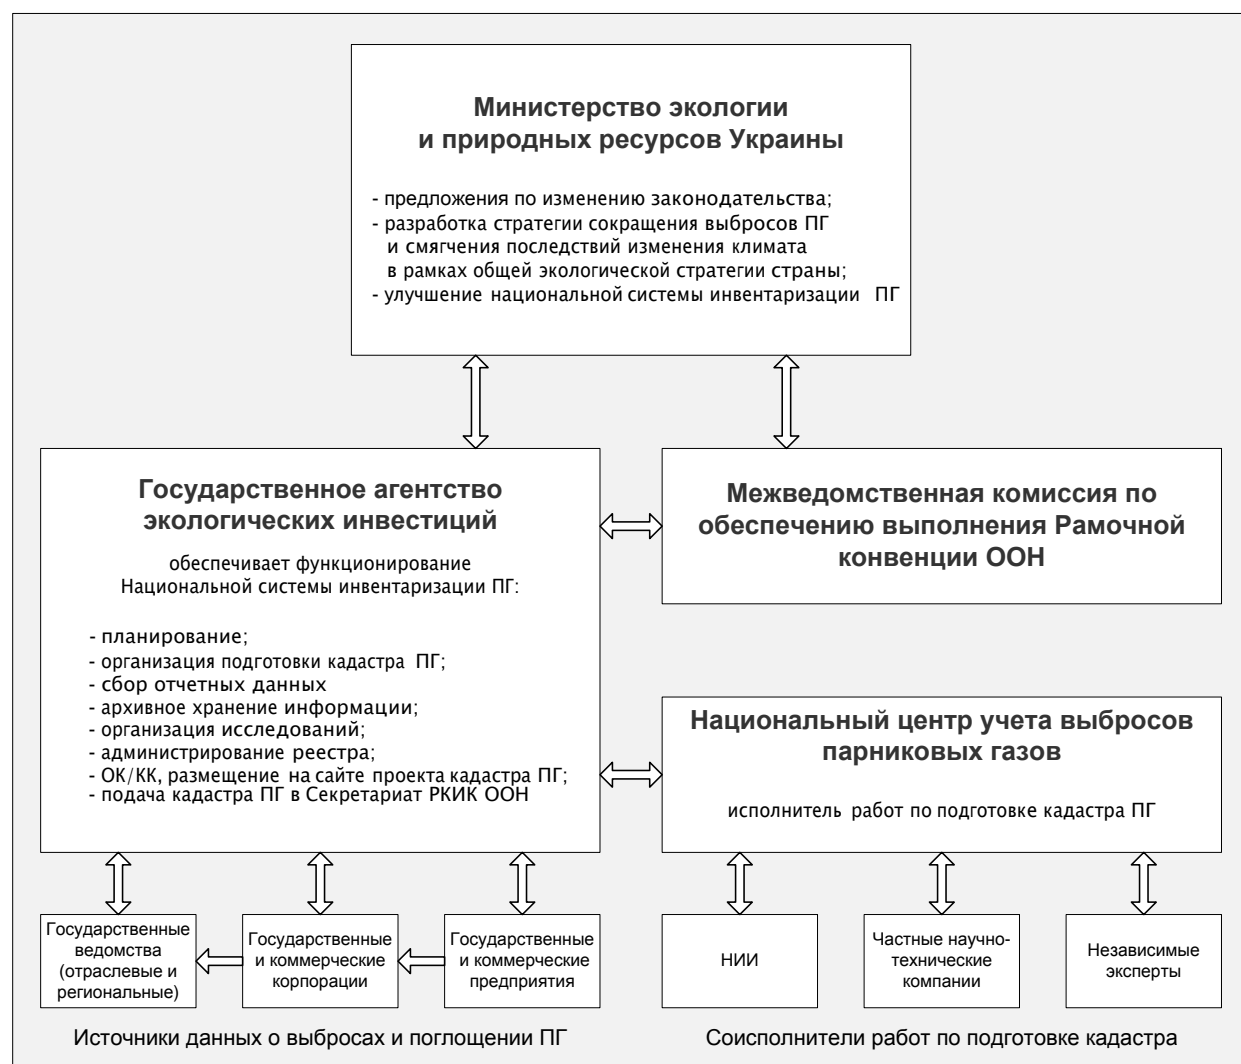 Министерство экологии
и природных ресурсов Украины
- предложения по изменению законодательства;
- разработка стратегии сокращения выбросов ПГ
и смягчения последствий изменения климата
в рамках общей экологической стратегии страны;
- улучшение национальной системы инвентаризации ПГ
Государственное агентство
экологических инвестиций
обеспечивает функционирование
Национальной системы инвентаризации ПГ:
- планирование;
- организация подготовки кадастра ПГ;
- сбор отчетных данных
- архивное хранение информации;
- организация исследований;
- администрирование реестра;
- ОК/КК, размещение на сайте проекта кадастра ПГ;
- подача кадастра ПГ в Секретариат РКИК ООН
Межведомственная комиссия по
обеспечению выполнения Рамочной
конвенции ООН
Национальный центр учета выбросов
парниковых газов
исполнитель работ по подготовке кадастра ПГ
Государственные
ведомства
(отраслевые и
региональные)
Государственные
и коммерческие
корпорации
Государственные
и коммерческие
предприятия
НИИ
Частные научно-
технические
компании
Независимые
эксперты
Источники данных о выбросах и поглощении ПГ
Соисполнители работ по подготовке кадастра